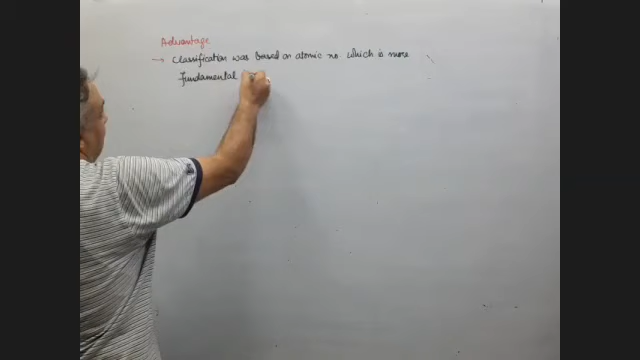 Advantage
→ Classification was based on atomic no. which is more
fundamental